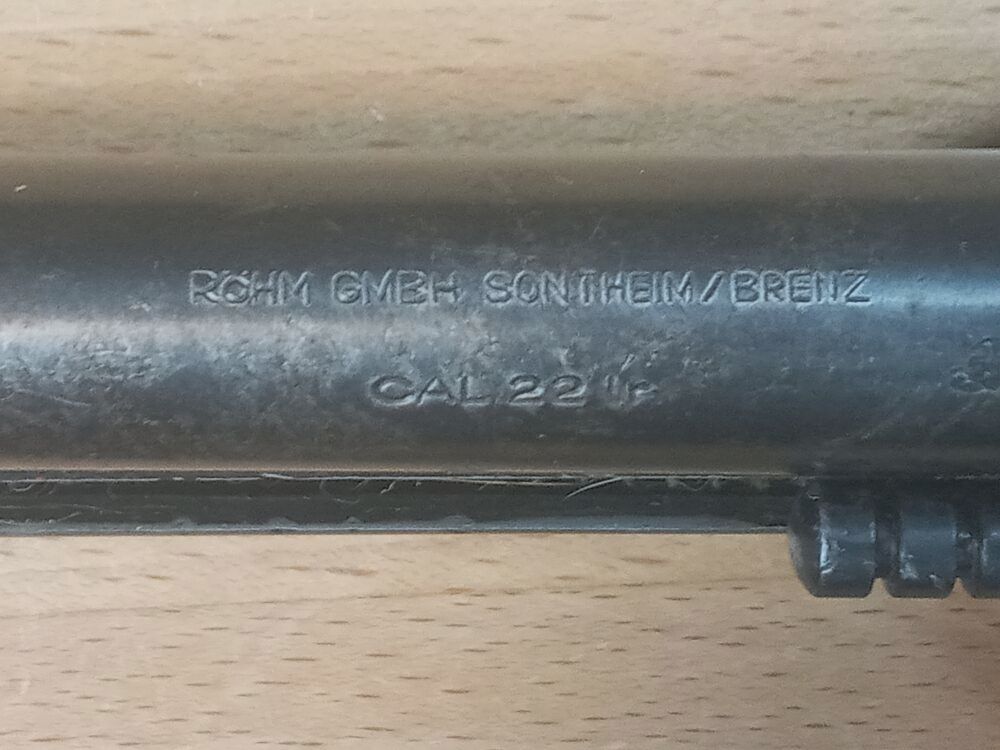 RÖHM GMBH SONTHEIM/BRENZ
CAL 22 lr